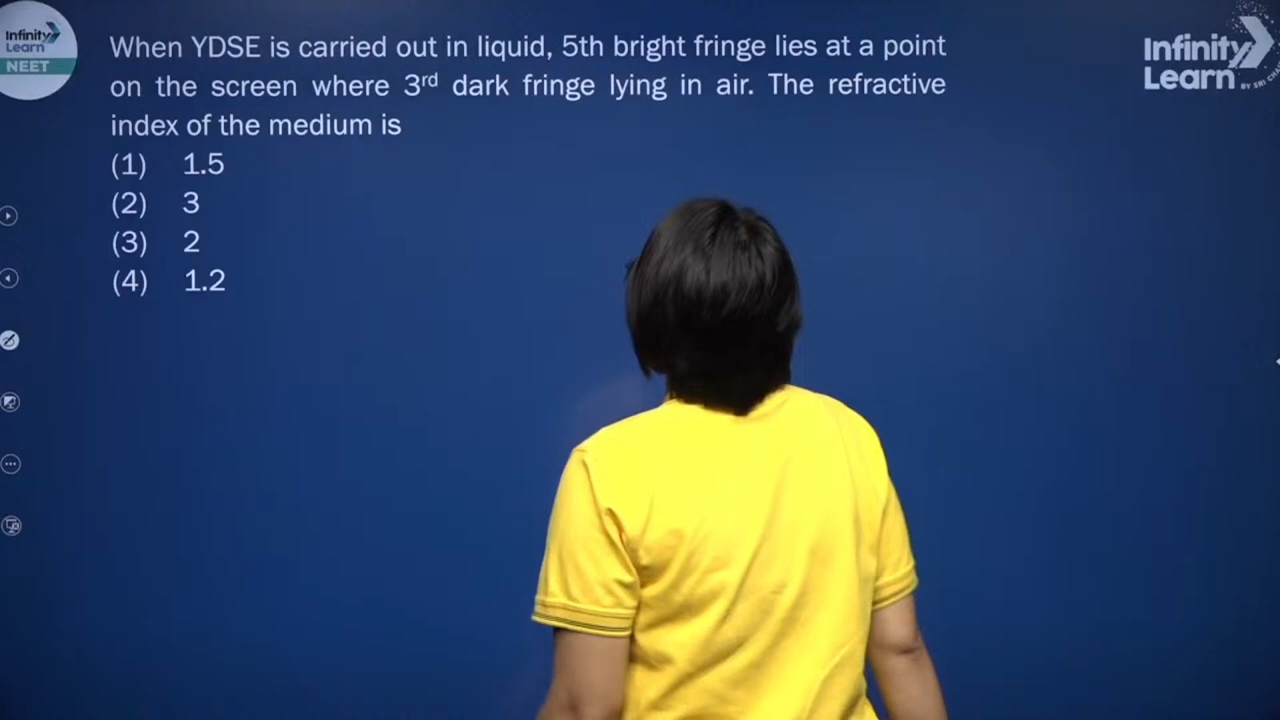 Infinity
Learn
NEET
When YDSE is carried out in liquid, 5th bright fringe lies at a point
on the screen where 3rd dark fringe lying in air. The refractive
index of the medium is
(1) 1.5
(2) 3
(3) 2
(4) 1.2
Infinity
Learn
BY SRI